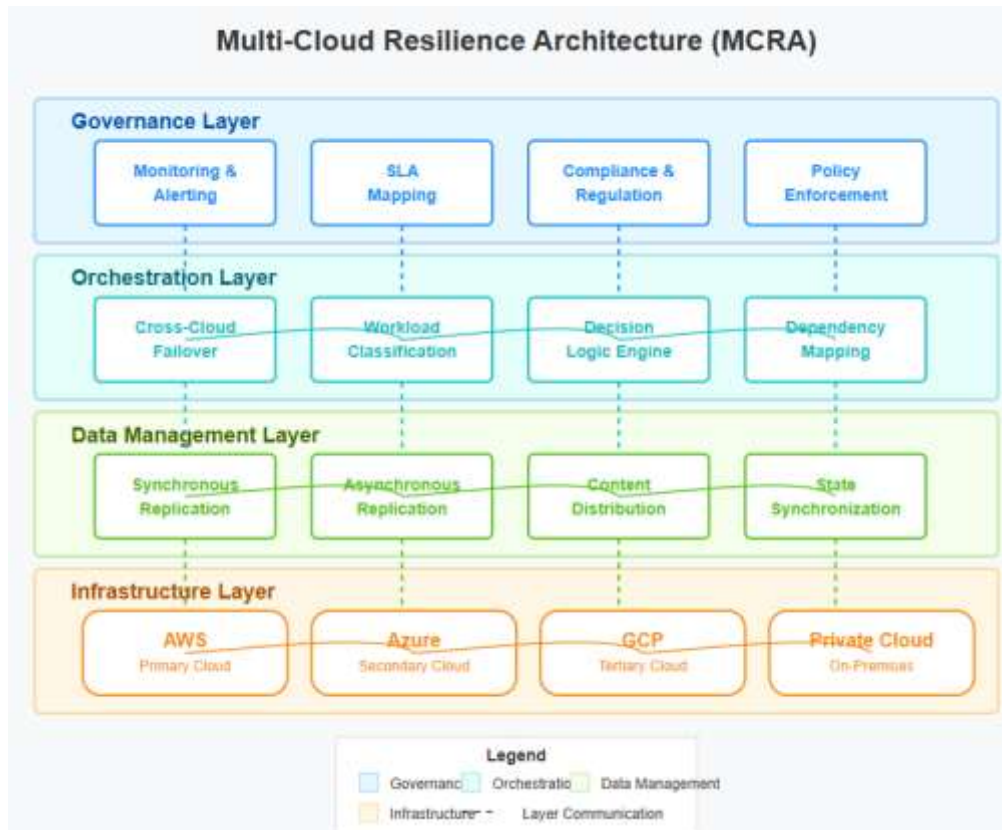 Multi-Cloud Resilience Architecture (MCRA)
Governance Layer
Monitoring &
Alerting
SLA
Mapping
Compliance &
Regulation
Policy
Enforcement
Orchestration Layer
Cross-Cloud
Failover
Workload
Classification
Decision
Logic Engine
Dependency
Mapping
Data Management Layer
Synchronous
Replication
Asynchronous
Replication
Content
Distribution
State
Synchronization
Infrastructure Layer
AWS
Primary Cloud
Azure
Secondary Cloud
GCP
Tertiary Cloud
Private Cloud
On-Premises
Legend
Governance
Orchestration
Data Management
Infrastructure
Layer Communication